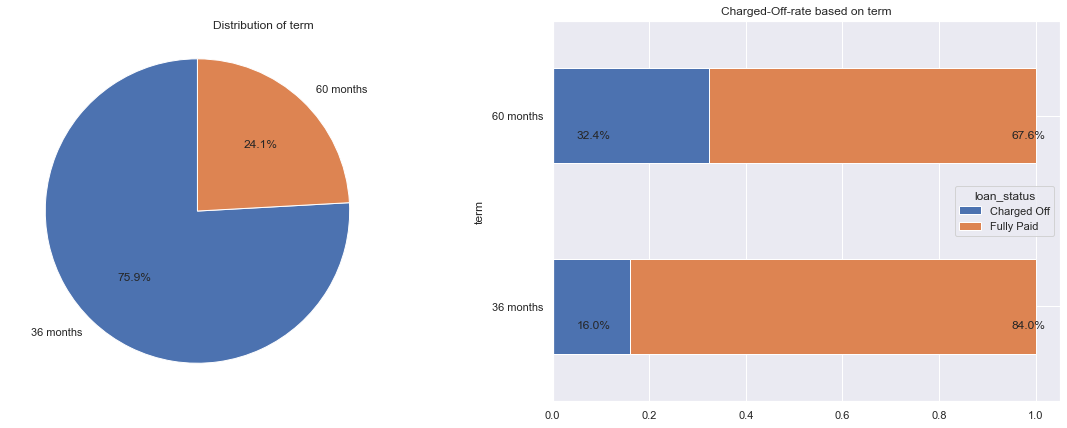 Distribution of term
60 months
24.1%
75.9%
36 months
Charged-Off-rate based on term
60 months
32.4%
67.6%
term
loan_status
Charged Off
Fully Paid
36 months
16.0%
84.0%
0.0
0.2
0.4
0.6
0.8
1.0